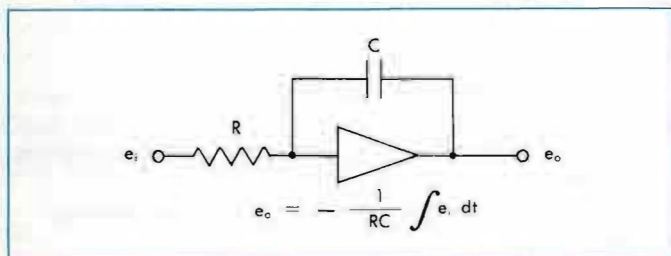 C
R
eᵢ
eₒ
eₒ = − 1/RC ∫ eᵢ dt